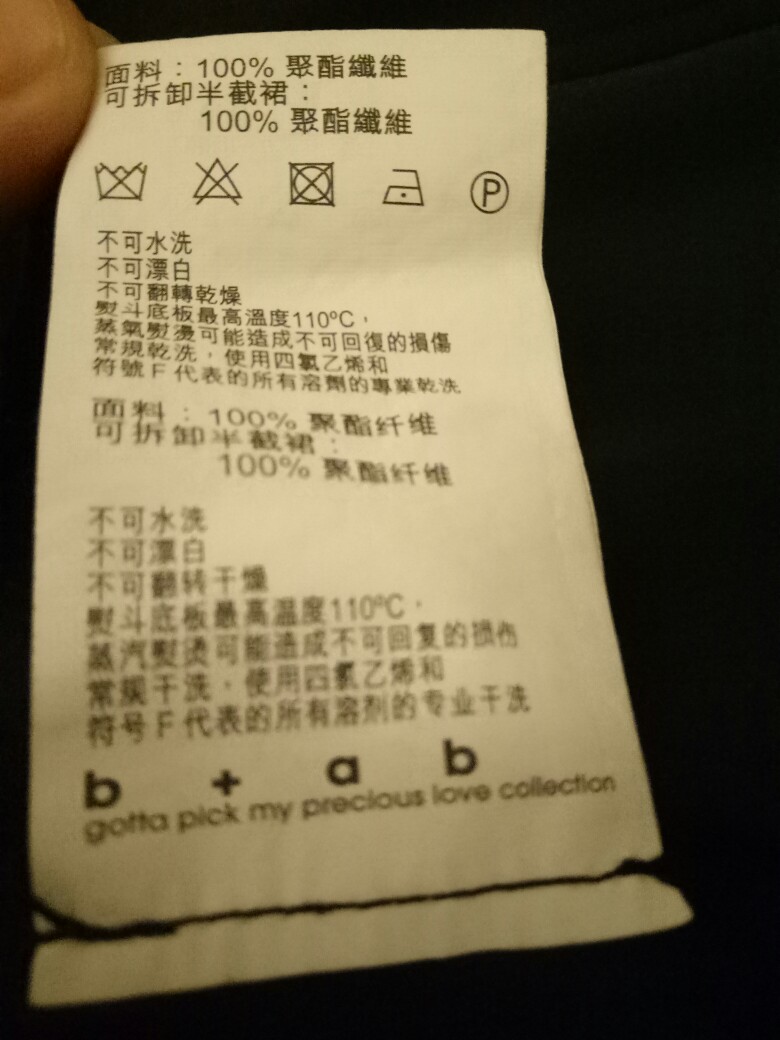 面料：100% 聚酯纖維
可拆卸半截裙：
100% 聚酯纖維
P
不可水洗
不可漂白
不可翻轉乾燥
熨斗底板最高溫度110ºC，
蒸氣熨燙可能造成不可回復的損傷
常規乾洗，使用四氯乙烯和
符號F代表的所有溶劑的專業乾洗
面料：100% 聚酯纤维
可拆卸半截裙：
100% 聚酯纤维
不可水洗
不可漂白
不可翻转干燥
熨斗底板最高温度110ºC，
蒸汽熨烫可能造成不可回复的损伤
常规干洗，使用四氯乙烯和
符号F代表的所有溶剂的专业干洗
b + a b
gotta pick my precious love collection